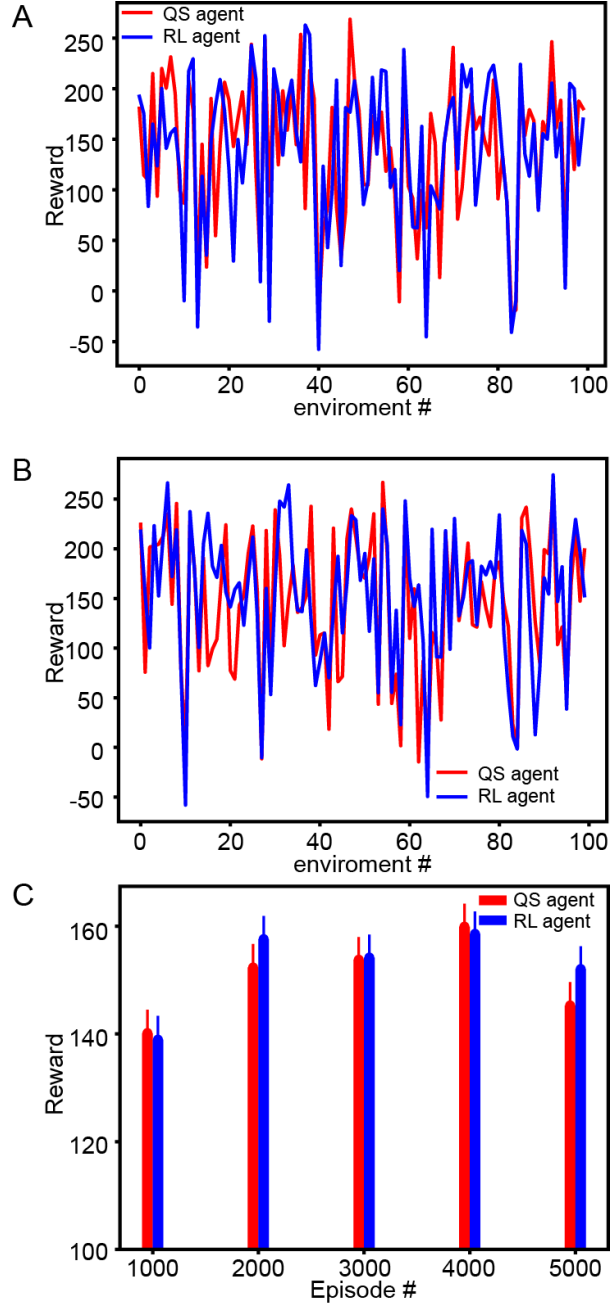 A
QS agent
RL agent
250
200
150
100
50
0
-50
Reward
0 20 40 60 80 100
enviroment #
B
250
200
150
100
50
0
-50
Reward
QS agent
RL agent
0 20 40 60 80 100
enviroment #
C
QS agent
RL agent
160
140
120
100
Reward
1000 2000 3000 4000 5000
Episode #